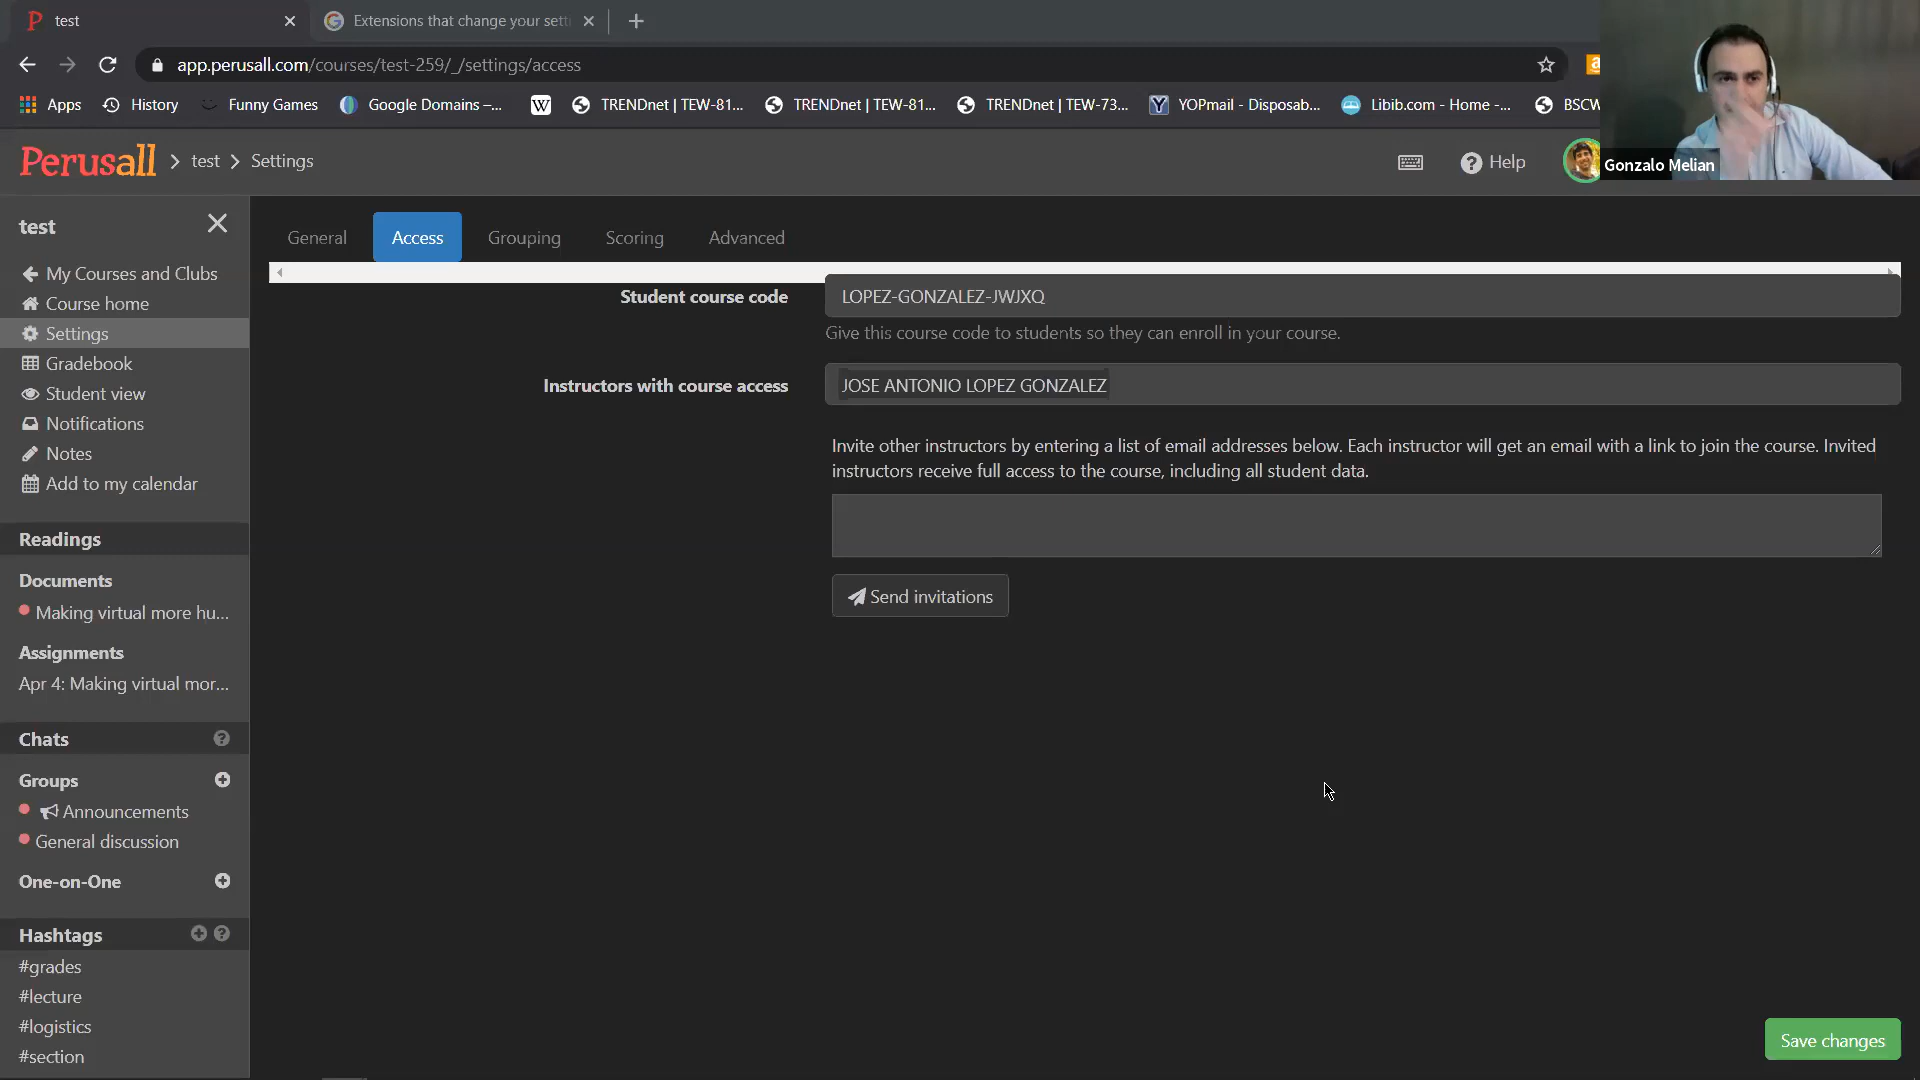 test
Extensions that change your sett
app.perusall.com/courses/test-259/_/settings/access
Apps
History
Funny Games
Google Domains –...
TRENDnet | TEW-81...
TRENDnet | TEW-81...
TRENDnet | TEW-73...
YOPmail - Disposab...
Libib.com - Home -...
BSCW
Perusall
test
Settings
Help
Gonzalo Melian
test
My Courses and Clubs
Course home
Settings
Gradebook
Student view
Notifications
Notes
Add to my calendar
Readings
Documents
Making virtual more hu...
Assignments
Apr 4: Making virtual mor...
Chats
Groups
Announcements
General discussion
One-on-One
Hashtags
#grades
#lecture
#logistics
#section
General
Access
Grouping
Scoring
Advanced
Student course code
LOPEZ-GONZALEZ-JWJXQ
Give this course code to students so they can enroll in your course.
Instructors with course access
JOSE ANTONIO LOPEZ GONZALEZ
Invite other instructors by entering a list of email addresses below. Each instructor will get an email with a link to join the course. Invited
instructors receive full access to the course, including all student data.
Send invitations
Save changes